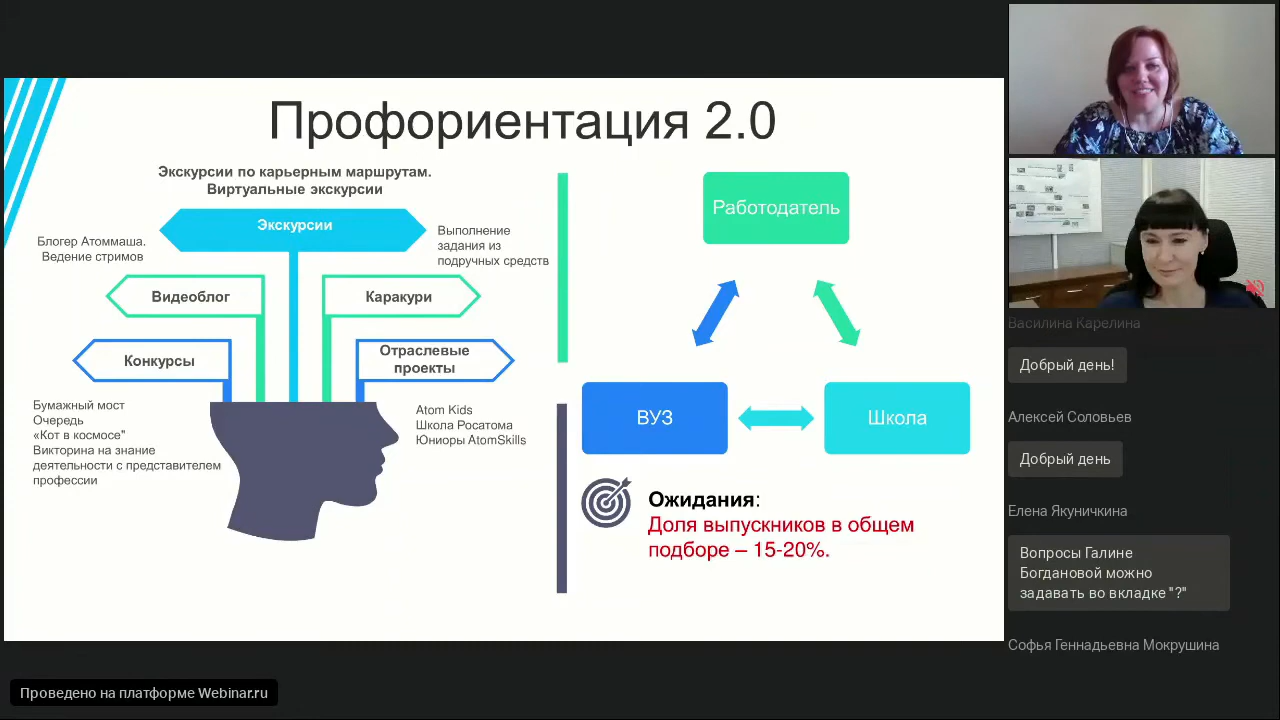 Профориентация 2.0
Экскурсии по карьерным маршрутам.
Виртуальные экскурсии
Экскурсии
Блогер Атоммаша.
Ведение стримов
Выполнение
задания из
подручных средств
Видеоблог
Каракури
Конкурсы
Отраслевые
проекты
Бумажный мост
Очередь
«Кот в космосе"
Викторина на знание
деятельности с представителем
профессии
Atom Kids
Школа Росатома
Юниоры AtomSkills
Работодатель
ВУЗ
Школа
Ожидания:
Доля выпускников в общем
подборе – 15-20%.
Василина Карелина
Добрый день!
Алексей Соловьев
Добрый день
Елена Якуничкина
Вопросы Галине
Богдановой можно
задавать во вкладке "?"
Софья Геннадьевна Мокрушина
Проведено на платформе Webinar.ru